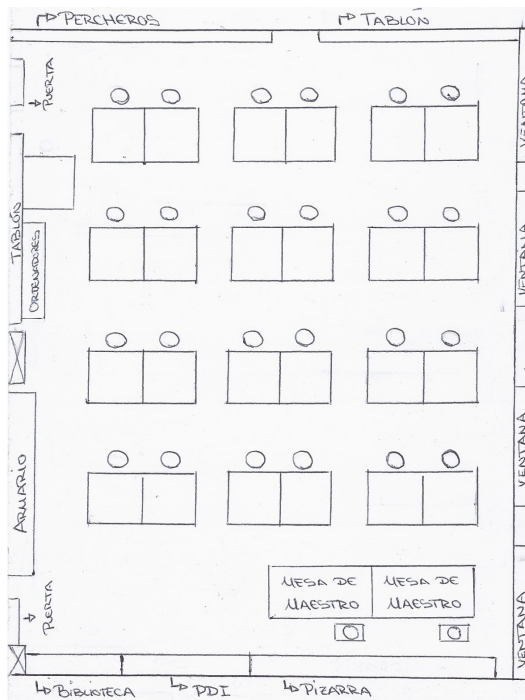 ↱ PERCHEROS
↱ TABLÓN
PUERTA
VENTANA
TABLÓN
ORDENADORES
VENTANA
ARMARIO
VENTANA
MESA DE
MAESTRO
MESA DE
MAESTRO
PUERTA
VENTANA
↳ BIBLIOTECA
↳ PDI
↳ PIZARRA